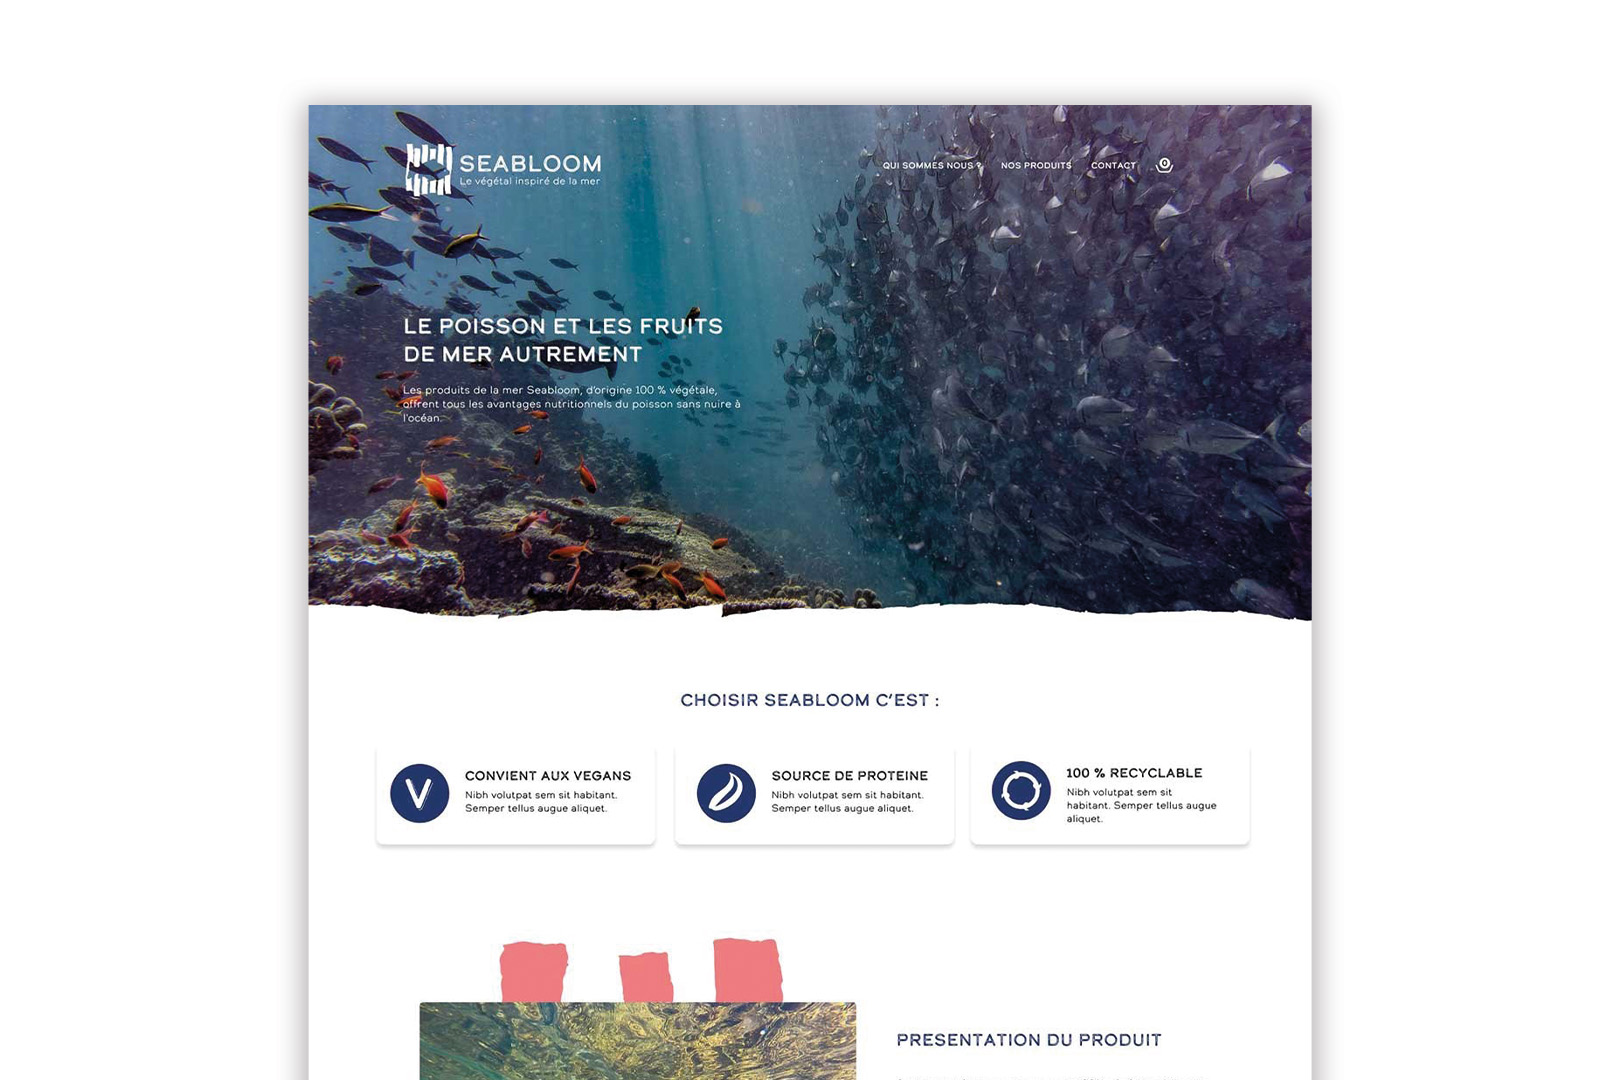 SEABLOOM
Le végétal inspiré de la mer
QUI SOMMES NOUS ? NOS PRODUITS CONTACT 0
LE POISSON ET LES FRUITS
DE MER AUTREMENT
Les produits de la mer Seabloom, d'origine 100 % végétale,
offrent tous les avantages nutritionnels du poisson sans nuire à
l'océan.
CHOISIR SEABLOOM C'EST :
V
CONVIENT AUX VEGANS
Nibh volutpat sem sit habitant.
Semper tellus augue aliquet.
SOURCE DE PROTEINE
Nibh volutpat sem sit habitant.
Semper tellus augue aliquet.
100 % RECYCLABLE
Nibh volutpat sem sit
habitant. Semper tellus augue
aliquet.
PRESENTATION DU PRODUIT